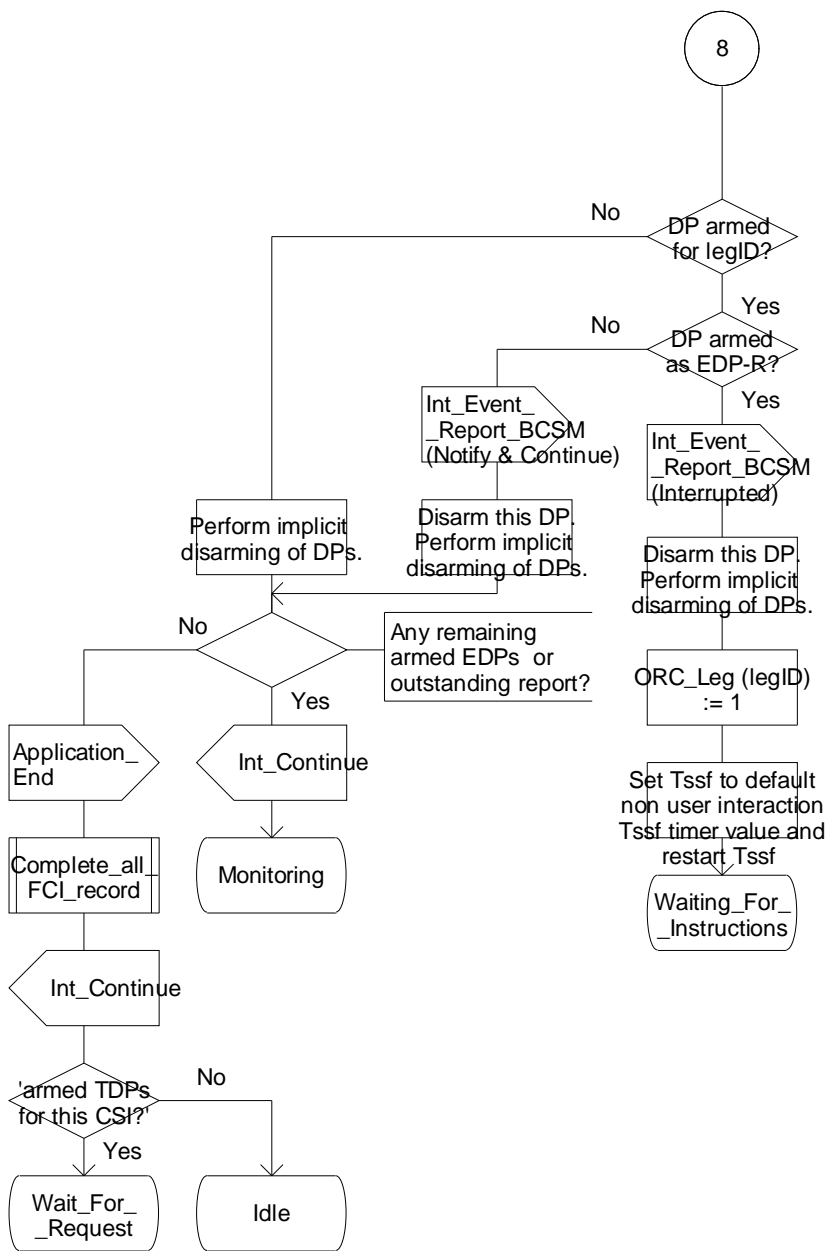 8
No
DP armed
for legID?
Yes
No
DP armed
as EDP-R?
Yes
Int_Event_
_Report_BCSM
(Notify & Continue)
Int_Event_
_Report_BCSM
(Interrupted)
Perform implicit
disarming of DPs.
Disarm this DP.
Perform implicit
disarming of DPs.
Disarm this DP.
Perform implicit
disarming of DPs.
No
Any remaining
armed EDPs or
outstanding report?
Yes
ORC_Leg (legID)
:= 1
Application_
End
Int_Continue
Set Tssf to default
non user interaction
Tssf timer value and
restart Tssf
Complete_all_
FCI_record
Monitoring
Waiting_For_
_Instructions
Int_Continue
'armed TDPs
for this CSI?'
No
Yes
Wait_For_
_Request
Idle